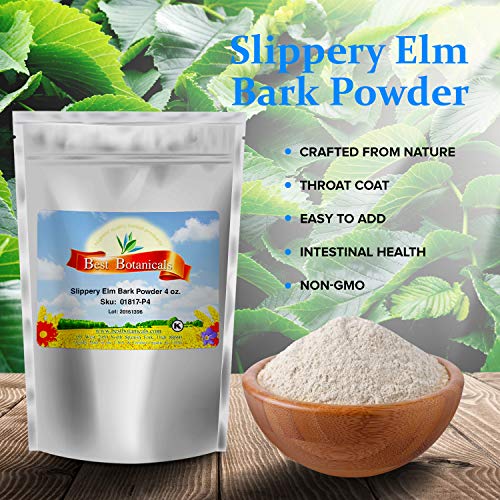 Slippery Elm
Bark Powder
CRAFTED FROM NATURE
THROAT COAT
EASY TO ADD
INTESTINAL HEALTH
NON-GMO
Best Botanicals
Slippery Elm Bark Powder 4 oz.
Sku: 01817-P4
Lot: 20161396
K
www.bestbotanicals.com